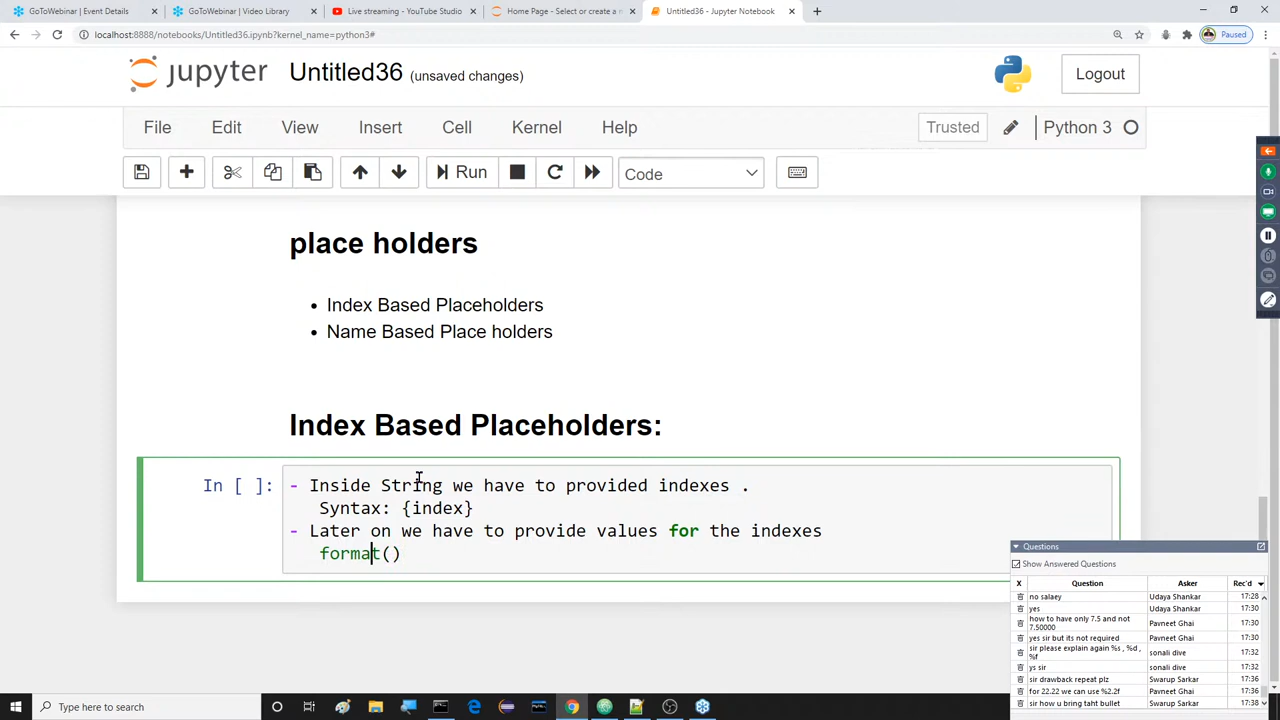 GoToWebinar | Event Details
GoToWebinar | Video Library
Live streaming - YouTube Studio
Home Page - Select or create a n
Untitled36 - Jupyter Notebook
localhost:8888/notebooks/Untitled36.ipynb?kernel_name=python3#
Paused
jupyter Untitled36 (unsaved changes)
Logout
File Edit View Insert Cell Kernel Help
Trusted Python 3
Run Code
place holders
• Index Based Placeholders
• Name Based Place holders
Index Based Placeholders:
In [ ]: - Inside String we have to provided indexes .
Syntax: {index}
- Later on we have to provide values for the indexes
format()
Questions
Show Answered Questions
X Question Asker Rec'd
no salaey Udaya Shankar 17:28
yes Udaya Shankar 17:30
how to have only 7.5 and not
7.50000 Pavneet Ghai 17:30
yes sir but its not required Pavneet Ghai 17:30
sir please explain again %s , %d ,
%f sonali dive 17:32
ys sir sonali dive 17:32
sir drawback repeat plz Swarup Sarkar 17:36
for 22.22 we can use %2.2f Pavneet Ghai 17:36
sir how u bring taht bullet Swarup Sarkar 17:38
Type here to search